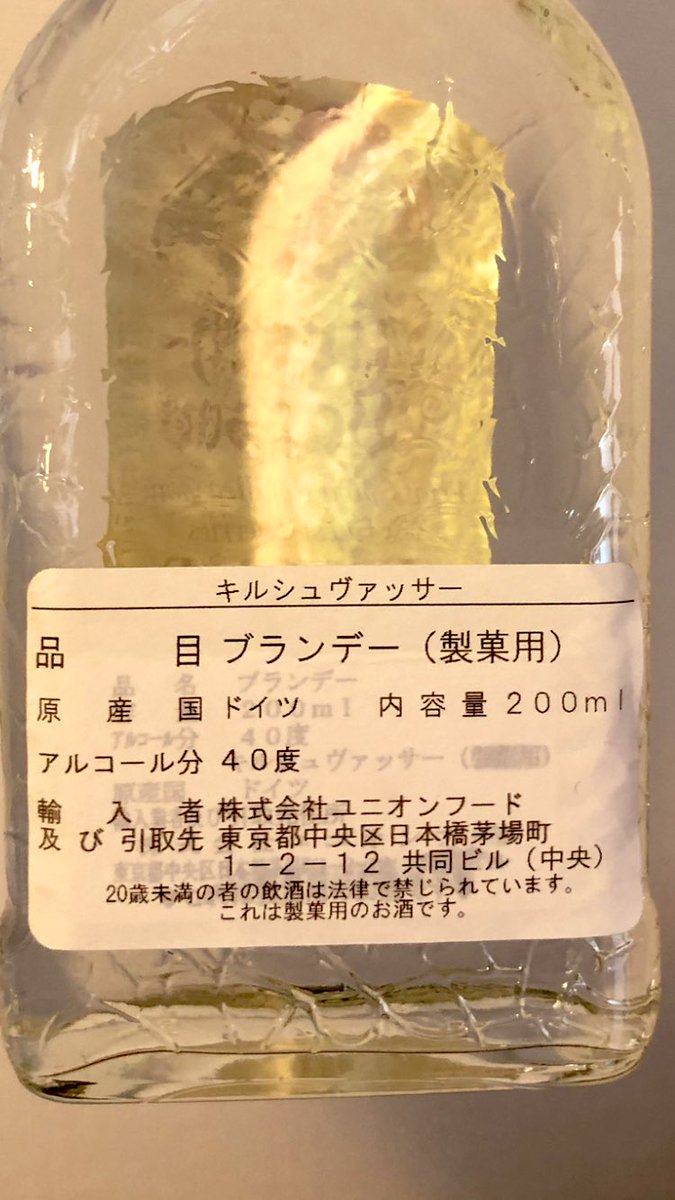 キルシュヴァッサー
品目 ブランデー（製菓用）
原産国 ドイツ 内容量 200ml
アルコール分 40度
輸入者 株式会社ユニオンフード
及び引取先 東京都中央区日本橋茅場町
1－2－12 共同ビル（中央）
20歳未満の者の飲酒は法律で禁じられています。
これは製菓用のお酒です。